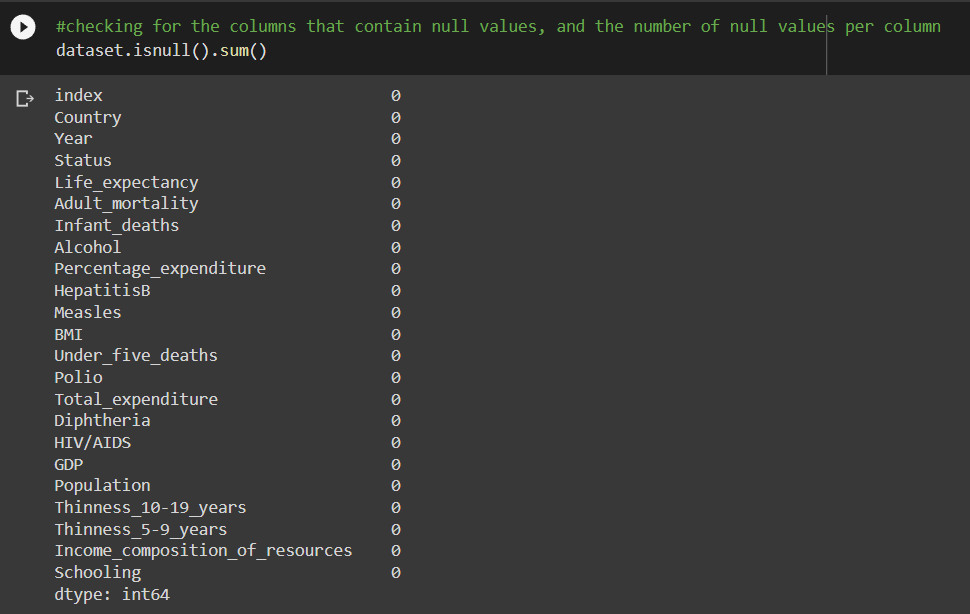 #checking for the columns that contain null values, and the number of null values per column
dataset.isnull().sum()
index 0
Country 0
Year 0
Status 0
Life_expectancy 0
Adult_mortality 0
Infant_deaths 0
Alcohol 0
Percentage_expenditure 0
HepatitisB 0
Measles 0
BMI 0
Under_five_deaths 0
Polio 0
Total_expenditure 0
Diphtheria 0
HIV/AIDS 0
GDP 0
Population 0
Thinness_10-19_years 0
Thinness_5-9_years 0
Income_composition_of_resources 0
Schooling 0
dtype: int64